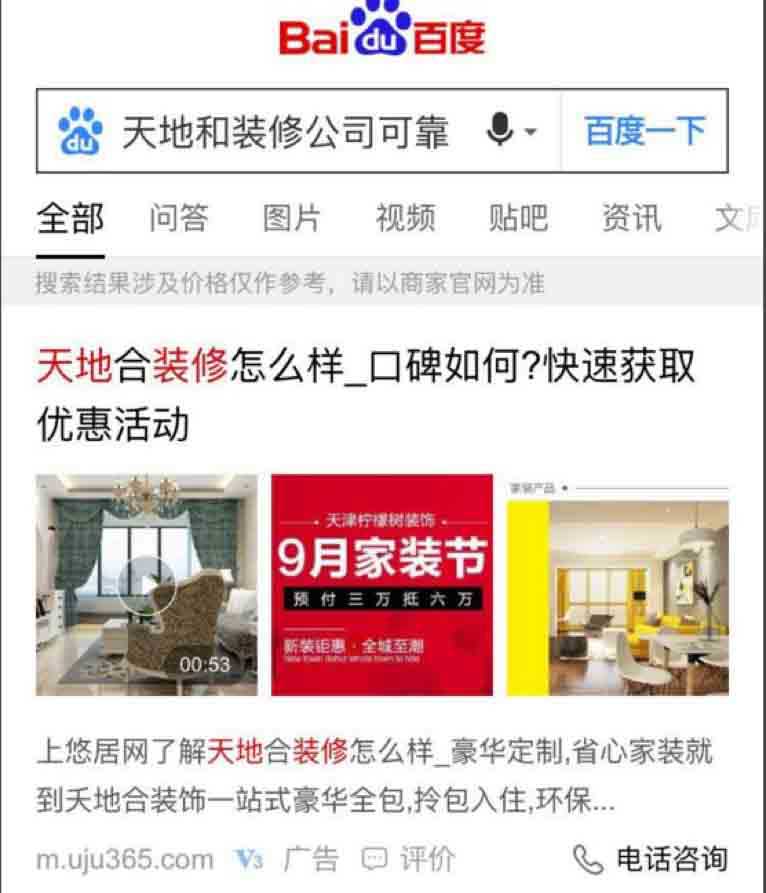 Bai du 百度
du 天地和装修公司可靠 百度一下
全部 问答 图片 视频 贴吧 资讯 文库
搜索结果涉及价格仅作参考，请以商家官网为准
天地合装修怎么样_口碑如何?快速获取
优惠活动
00:53
天津柠檬树装饰
9月家装节
预付三万抵六万
新装钜惠·全城至潮
家装产品
上悠居网了解天地合装修怎么样_豪华定制,省心家装就
到天地合装饰一站式豪华全包,拎包入住,环保...
m.uju365.com V3 广告 评价 电话咨询